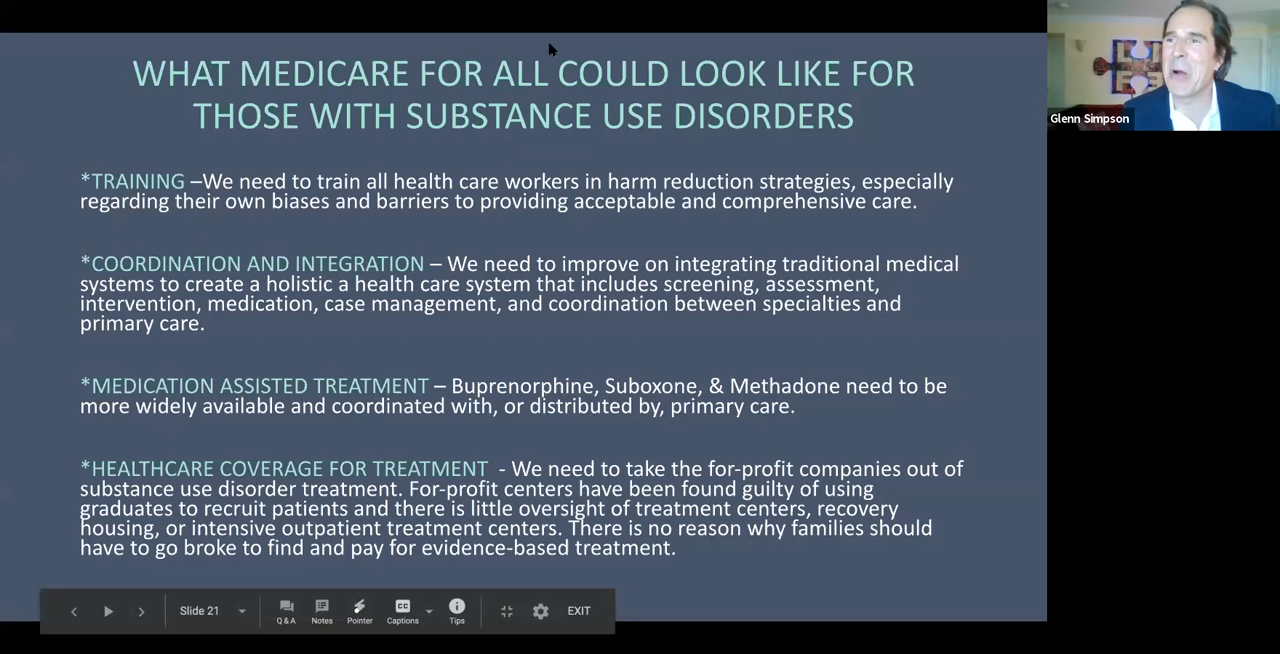 WHAT MEDICARE FOR ALL COULD LOOK LIKE FOR
THOSE WITH SUBSTANCE USE DISORDERS
*TRAINING –We need to train all health care workers in harm reduction strategies, especially
regarding their own biases and barriers to providing acceptable and comprehensive care.
*COORDINATION AND INTEGRATION – We need to improve on integrating traditional medical
systems to create a holistic a health care system that includes screening, assessment,
intervention, medication, case management, and coordination between specialties and
primary care.
*MEDICATION ASSISTED TREATMENT – Buprenorphine, Suboxone, & Methadone need to be
more widely available and coordinated with, or distributed by, primary care.
*HEALTHCARE COVERAGE FOR TREATMENT - We need to take the for-profit companies out of
substance use disorder treatment. For-profit centers have been found guilty of using
graduates to recruit patients and there is little oversight of treatment centers, recovery
housing, or intensive outpatient treatment centers. There is no reason why families should
have to go broke to find and pay for evidence-based treatment.
Glenn Simpson
Slide 21
Q & A
Notes
Pointer
CC
Captions
Tips
EXIT